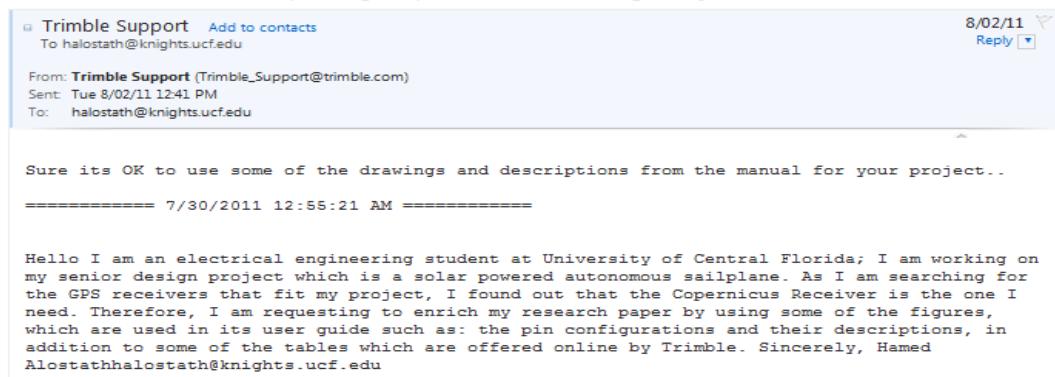 Trimble Support Add to contacts 8/02/11
To halostath@knights.ucf.edu Reply
From: Trimble Support (Trimble_Support@trimble.com)
Sent: Tue 8/02/11 12:41 PM
To: halostath@knights.ucf.edu
Sure its OK to use some of the drawings and descriptions from the manual for your project..
============ 7/30/2011 12:55:21 AM ============
Hello I am an electrical engineering student at University of Central Florida; I am working on
my senior design project which is a solar powered autonomous sailplane. As I am searching for
the GPS receivers that fit my project, I found out that the Copernicus Receiver is the one I
need. Therefore, I am requesting to enrich my research paper by using some of the figures,
which are used in its user guide such as: the pin configurations and their descriptions, in
addition to some of the tables which are offered online by Trimble. Sincerely, Hamed
Alostathhalostath@knights.ucf.edu